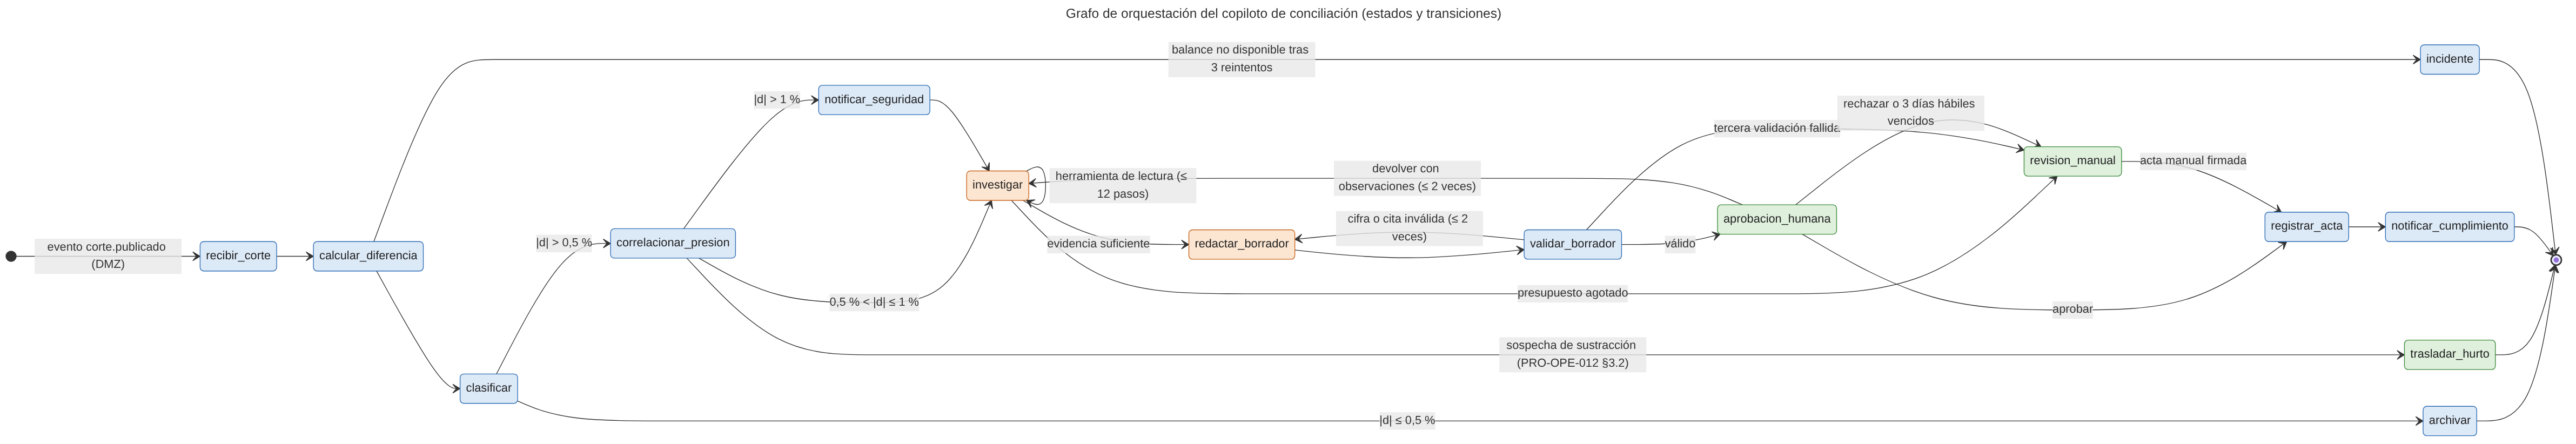 Grafo de orquestación del copiloto de conciliación (estados y transiciones)
balance no disponible tras
3 reintentos
incidente
|d| > 1 %
notificar_seguridad
rechazar o 3 días hábiles
vencidos
tercera validación fallida
revision_manual
acta manual firmada
investigar
herramienta de lectura (≤
12 pasos)
devolver con
observaciones (≤ 2 veces)
aprobacion_humana
cifra o cita inválida (≤ 2
veces)
evento corte.publicado
(DMZ)
recibir_corte
calcular_diferencia
|d| > 0,5 %
correlacionar_presion
evidencia suficiente
redactar_borrador
validar_borrador
válido
registrar_acta
notificar_cumplimiento
0,5 % < |d| ≤ 1 %
presupuesto agotado
aprobar
sospecha de sustracción
(PRO-OPE-012 §3.2)
trasladar_hurto
clasificar
|d| ≤ 0,5 %
archivar